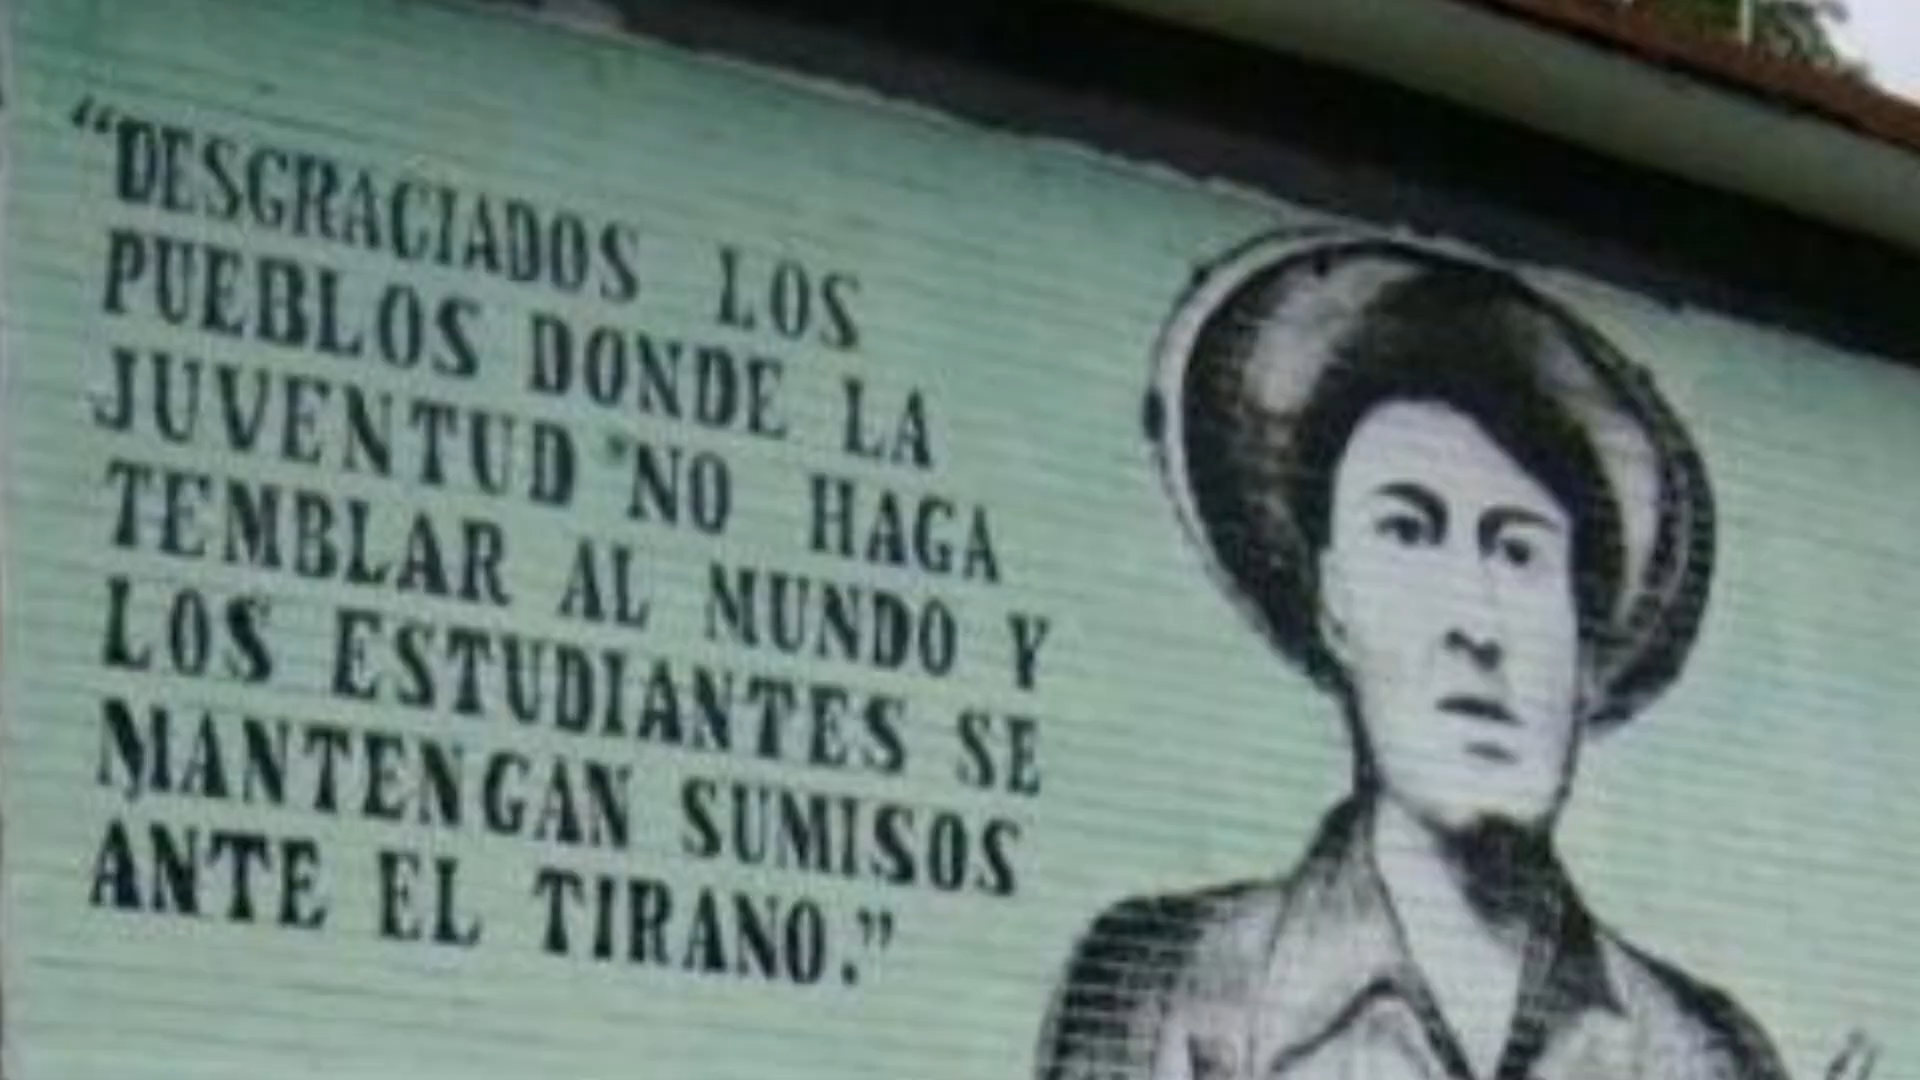 “DESGRACIADOS LOS
PUEBLOS DONDE LA
JUVENTUD NO HAGA
TEMBLAR AL MUNDO Y
LOS ESTUDIANTES SE
MANTENGAN SUMISOS
ANTE EL TIRANO.”